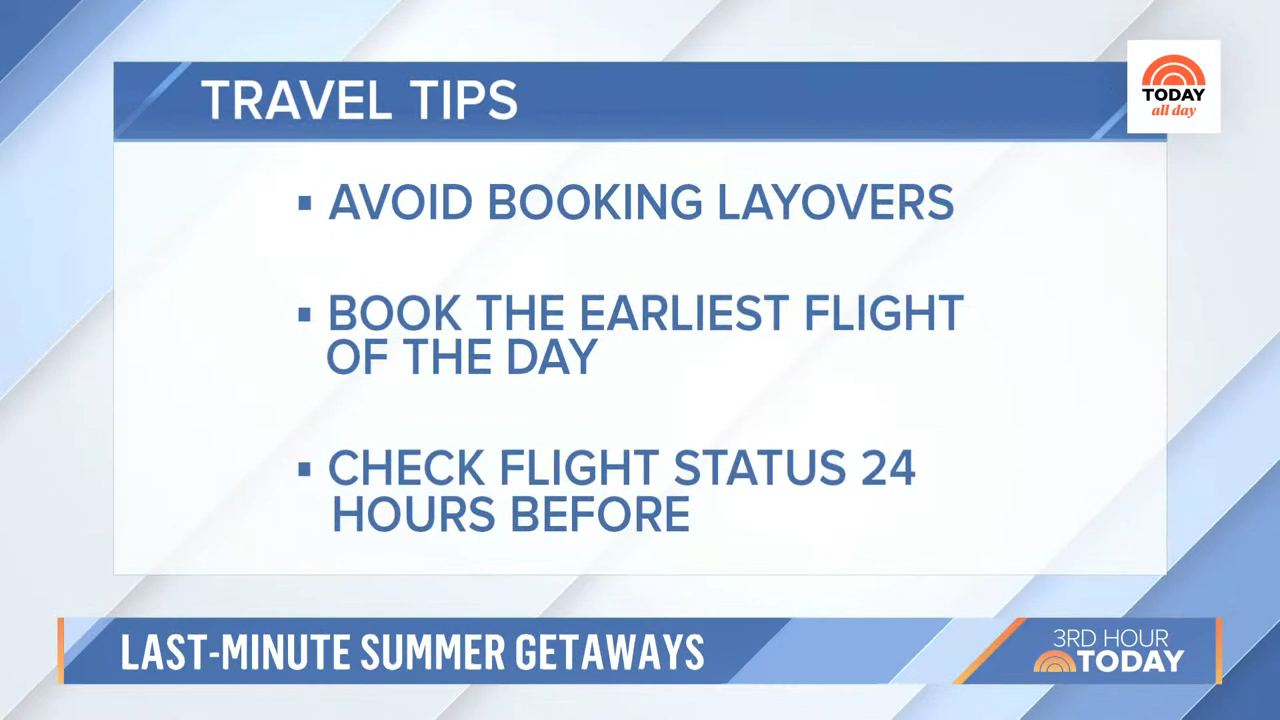 TRAVEL TIPS
TODAY
all day
▪ AVOID BOOKING LAYOVERS
▪ BOOK THE EARLIEST FLIGHT
OF THE DAY
▪ CHECK FLIGHT STATUS 24
HOURS BEFORE
LAST-MINUTE SUMMER GETAWAYS
3RD HOUR
TODAY